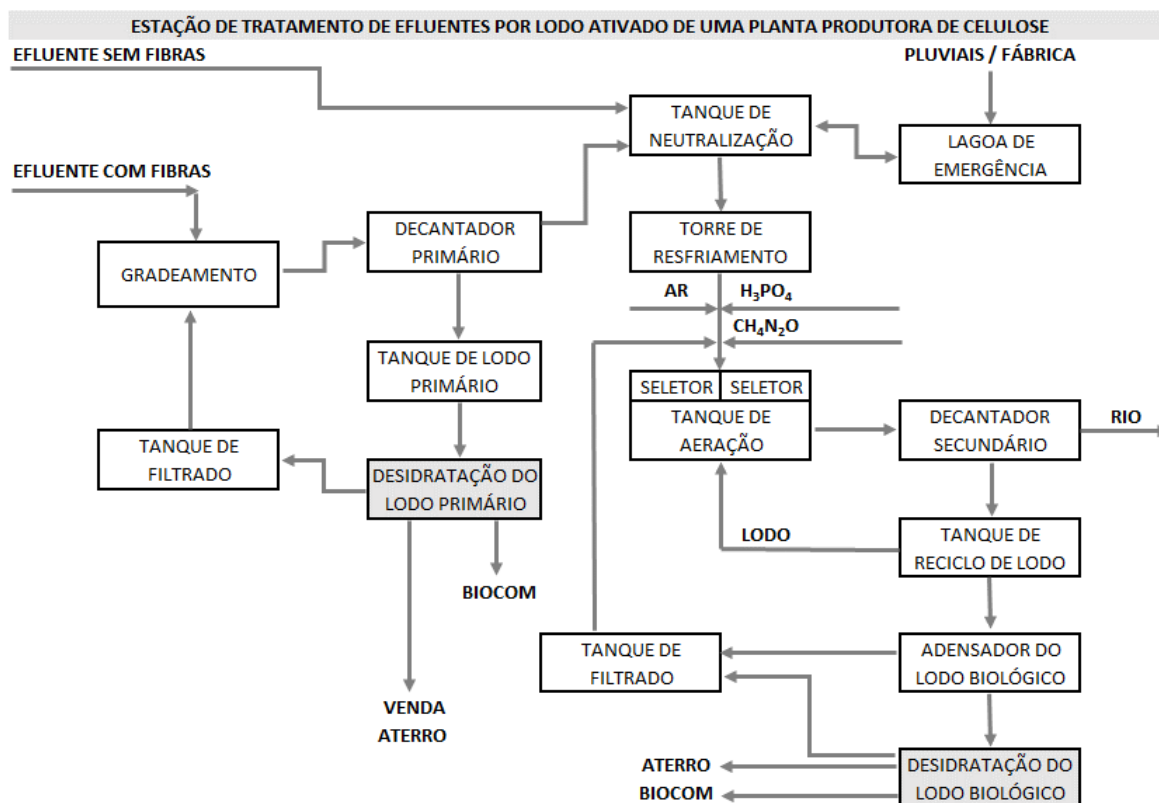 ESTAÇÃO DE TRATAMENTO DE EFLUENTES POR LODO ATIVADO DE UMA PLANTA PRODUTORA DE CELULOSE
EFLUENTE SEM FIBRAS
PLUVIAIS / FÁBRICA
TANQUE DE
NEUTRALIZAÇÃO
LAGOA DE
EMERGÊNCIA
EFLUENTE COM FIBRAS
GRADEAMENTO
DECANTADOR
PRIMÁRIO
TORRE DE
RESFRIAMENTO
AR
H₃PO₄
CH₄N₂O
TANQUE DE LODO
PRIMÁRIO
SELETOR
SELETOR
TANQUE DE
AERAÇÃO
DECANTADOR
SECUNDÁRIO
RIO
TANQUE DE
FILTRADO
DESIDRATAÇÃO DO
LODO PRIMÁRIO
LODO
TANQUE DE
RECICLO DE LODO
BIOCOM
TANQUE DE
FILTRADO
ADENSADOR DO
LODO BIOLÓGICO
VENDA
ATERRO
ATERRO
BIOCOM
DESIDRATAÇÃO DO
LODO BIOLÓGICO